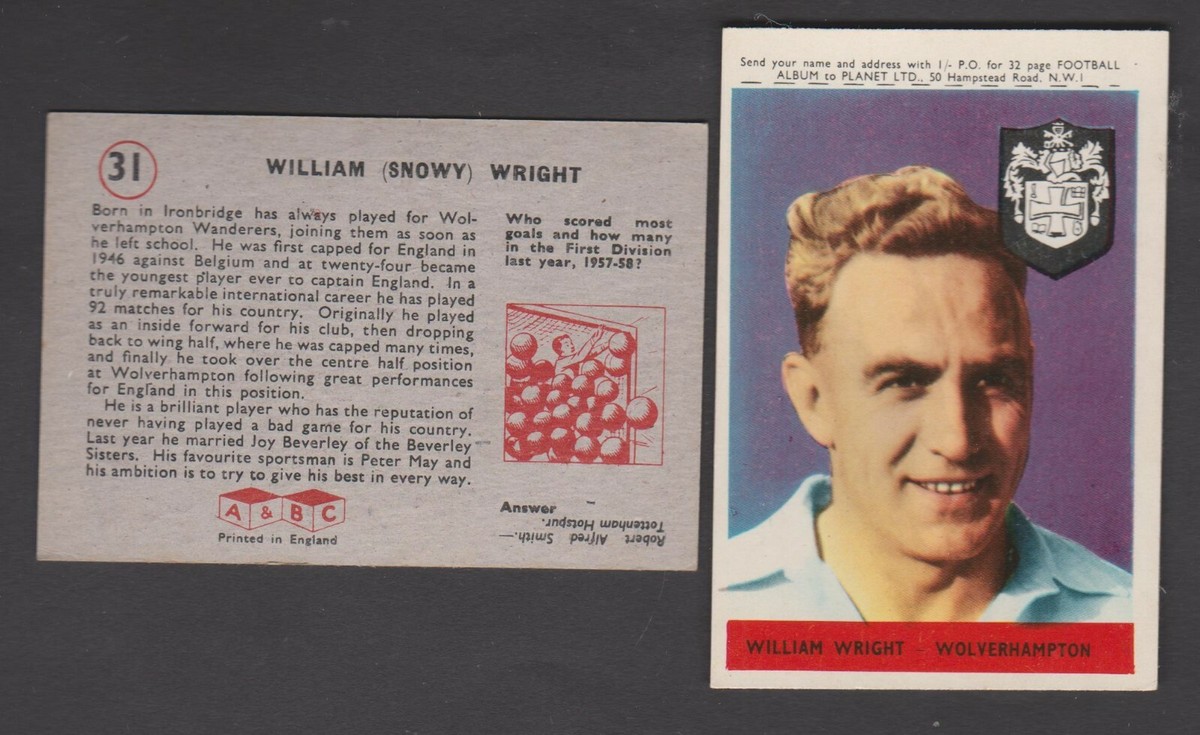 31
WILLIAM (SNOWY) WRIGHT
Born in Ironbridge has always played for Wol-
verhampton Wanderers, joining them as soon as
he left school. He was first capped for England in
1946 against Belgium and at twenty-four became
the youngest player ever to captain England. In a
truly remarkable international career he has played
92 matches for his country. Originally he played
as an inside forward for his club, then dropping
back to wing half, where he was capped many times,
and finally he took over the centre half position
at Wolverhampton following great performances
for England in this position.
He is a brilliant player who has the reputation of
never having played a bad game for his country.
Last year he married Joy Beverley of the Beverley
Sisters. His favourite sportsman is Peter May and
his ambition is to try to give his best in every way.
A & B C
Printed in England
Who scored most
goals and how many
in the First Division
last year, 1957-58?
Answer
Robert Alfred Smith.—
Tottenham Hotspur.
Send your name and address with 1/- P.O. for 32 page FOOTBALL
ALBUM to PLANET LTD., 50 Hampstead Road, N.W.1
WILLIAM WRIGHT - WOLVERHAMPTON